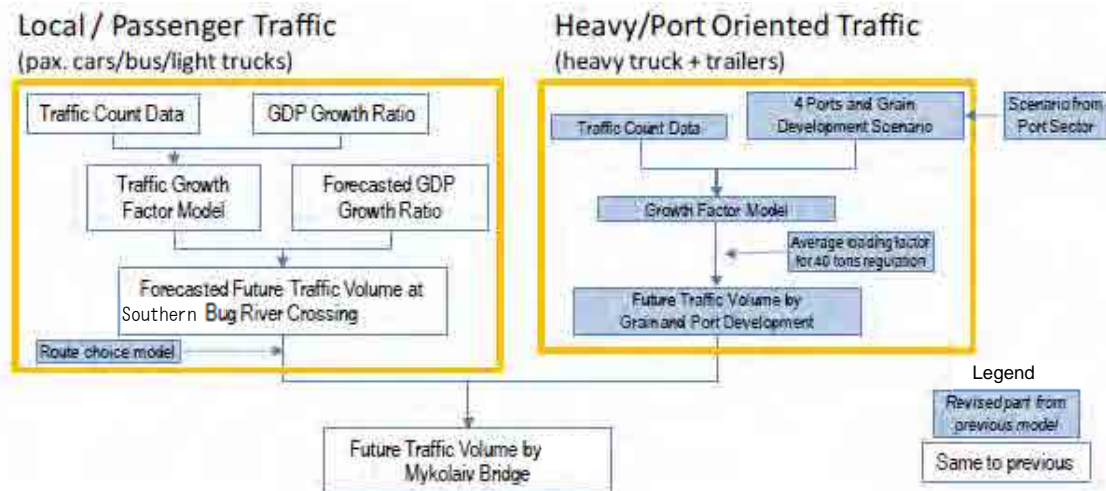 Local / Passenger Traffic
(pax. cars/bus/light trucks)
Traffic Count Data
GDP Growth Ratio
Traffic Growth
Factor Model
Forecasted GDP
Growth Ratio
Forecasted Future Traffic Volume at
Southern Bug River Crossing
Route choice model
Heavy/Port Oriented Traffic
(heavy truck + trailers)
Traffic Count Data
4 Ports and Grain
Development Scenario
Scenario from
Port Sector
Growth Factor Model
Average loading factor
for 40 tons regulation
Future Traffic Volume by
Grain and Port Development
Future Traffic Volume by
Mykolaiv Bridge
Legend
Revised part from
previous model
Same to previous